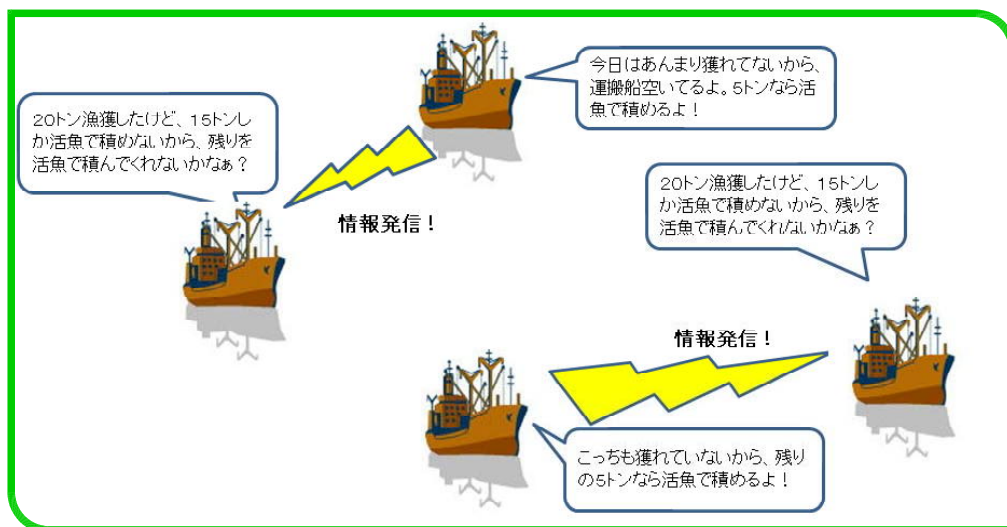 今日はあんまり獲れてないから、
運搬船空いてるよ。5トンなら活
魚で積めるよ！
20トン漁獲したけど、15トンし
か活魚で積めないから、残りを
活魚で積んでくれないかなぁ？
情報発信！
20トン漁獲したけど、15トンし
か活魚で積めないから、残りを
活魚で積んでくれないかなぁ？
情報発信！
こっちも獲れていないから、残り
の5トンなら活魚で積めるよ！